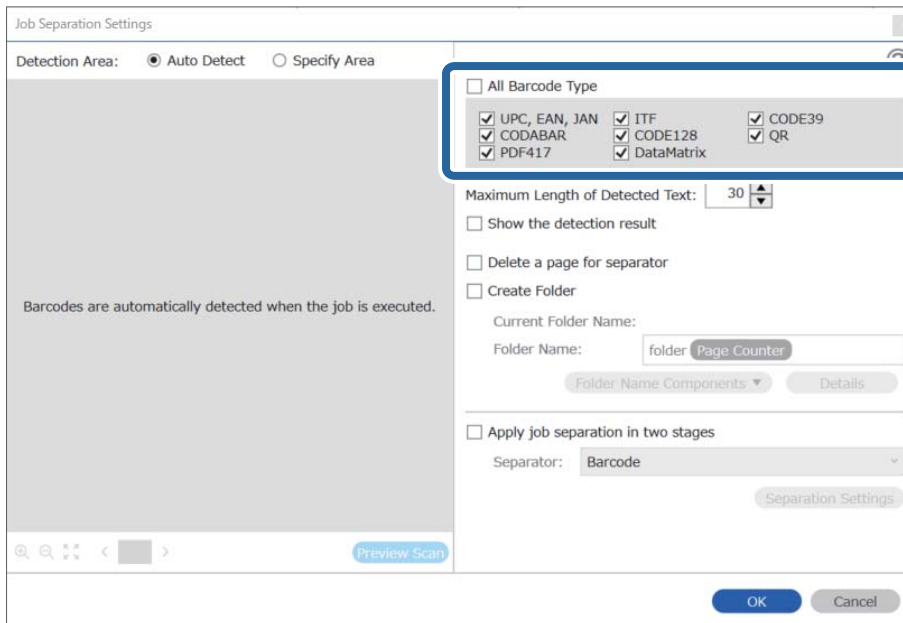 Job Separation Settings
Detection Area: Auto Detect Specify Area
All Barcode Type
UPC, EAN, JAN ITF CODE39
CODABAR CODE128 QR
PDF417 DataMatrix
Maximum Length of Detected Text: 30
Show the detection result
Delete a page for separator
Create Folder
Barcodes are automatically detected when the job is executed.
Current Folder Name:
Folder Name: folder Page Counter
Folder Name Components Details
Apply job separation in two stages
Separator: Barcode
Separation Settings
Preview Scan
OK Cancel